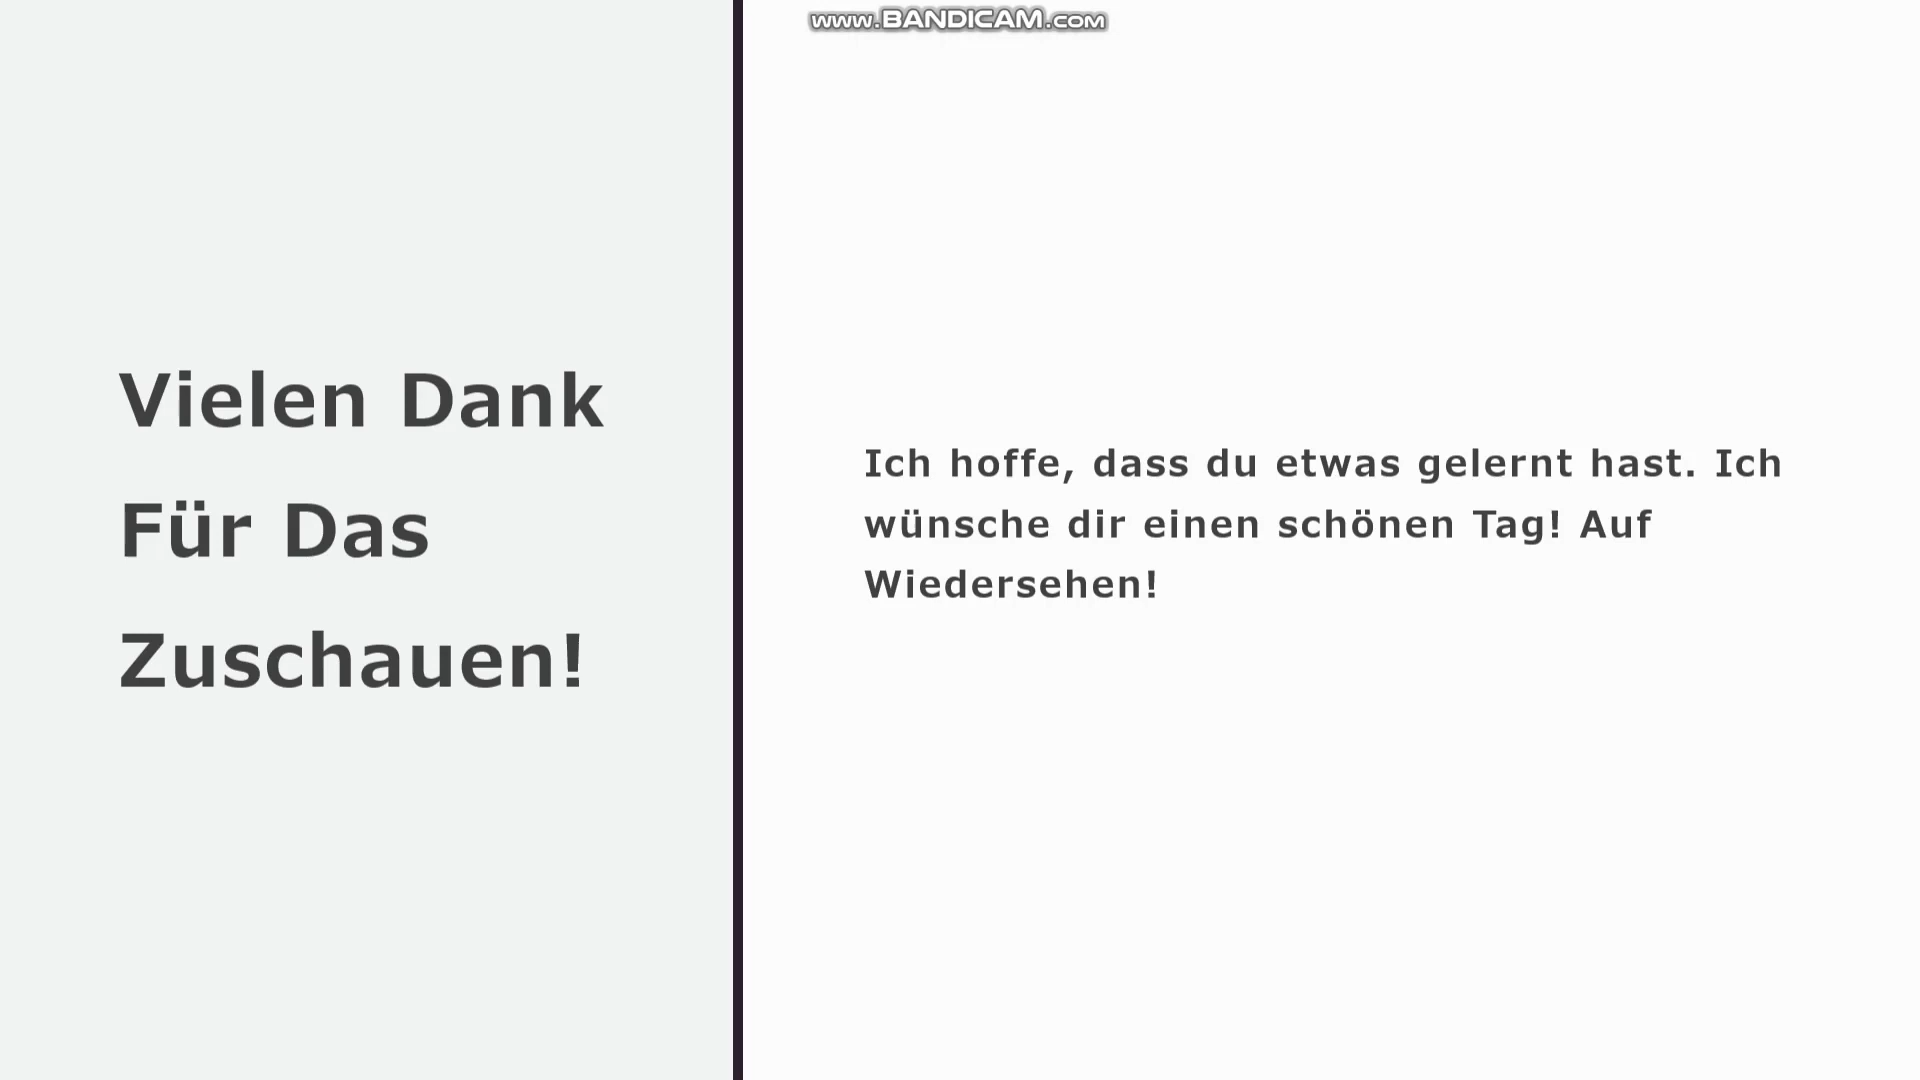 www.BANDICAM.com
Vielen Dank
Für Das
Zuschauen!
Ich hoffe, dass du etwas gelernt hast. Ich
wünsche dir einen schönen Tag! Auf
Wiedersehen!